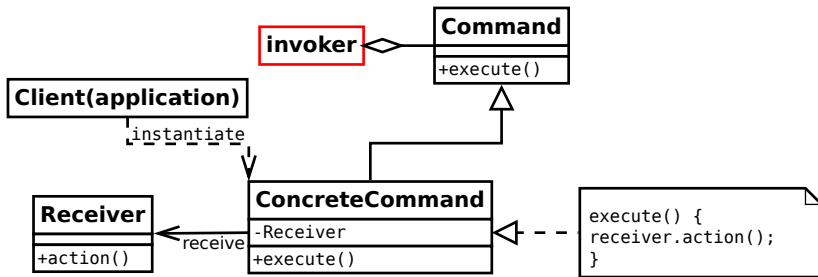 Command
invoker
+execute()
Client(application)
instantiate
ConcreteCommand
Receiver
-Receiver
receive
+action()
+execute()
execute() {
receiver.action();
}